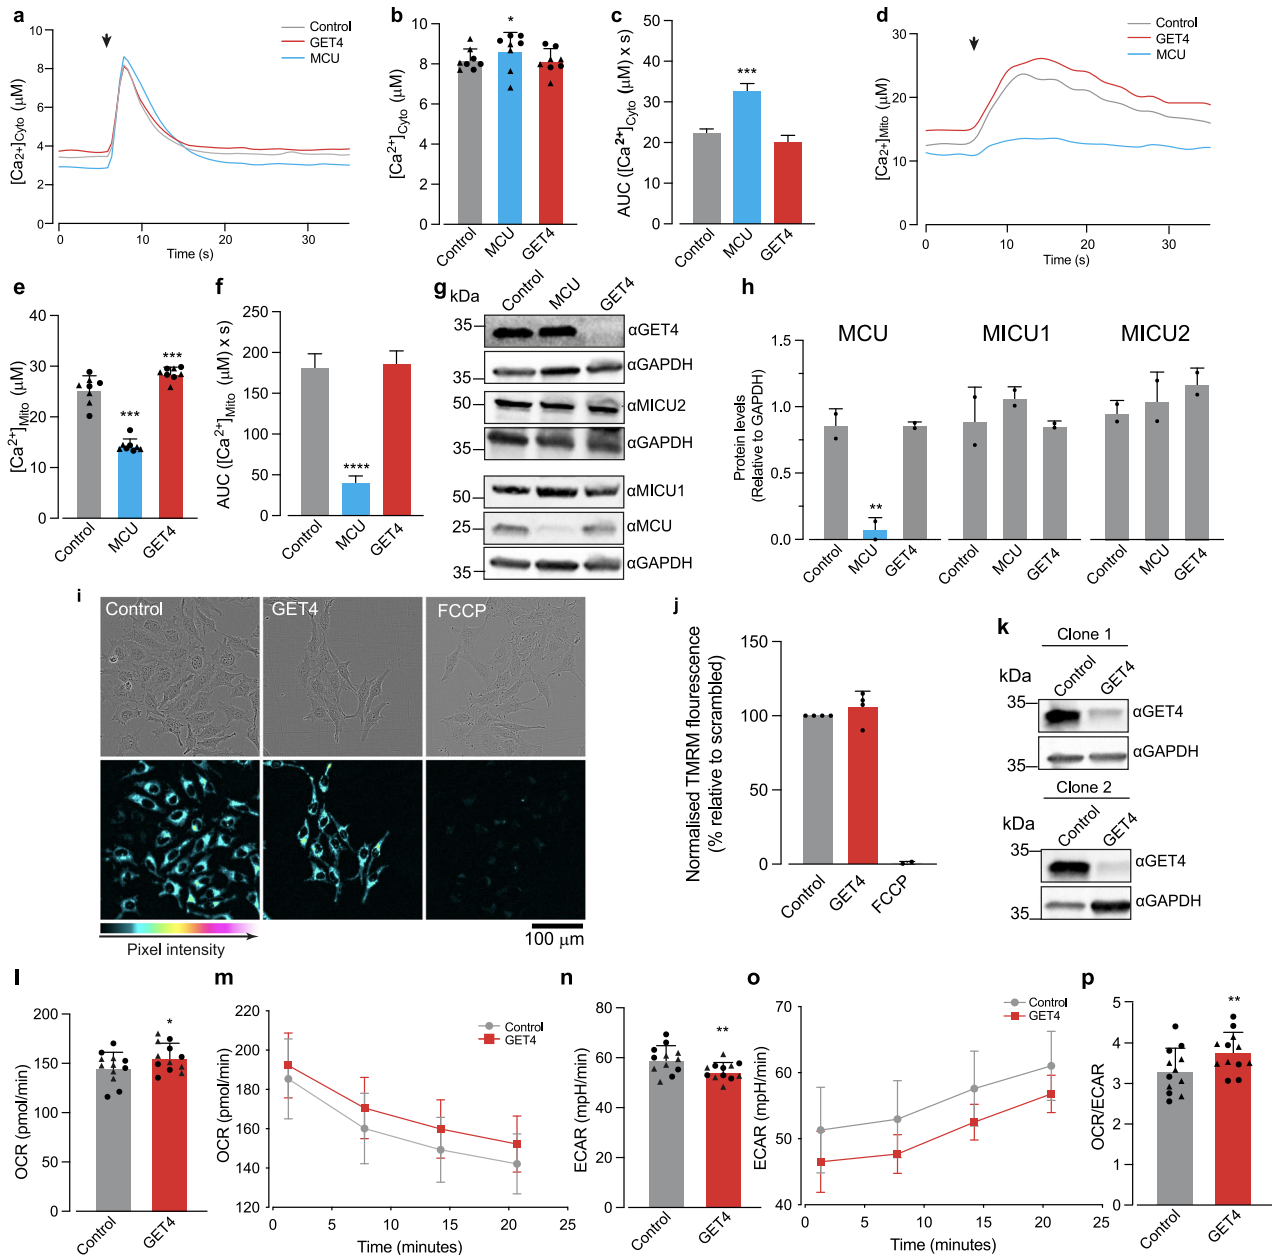 a
[Ca2+]Cyto (μM)
10
8
6
4
2
0
0
10
20
30
Time (s)
Control
GET4
MCU
b
[Ca2+]Cyto (μM)
10
8
6
4
2
0
*
Control
MCU
GET4
c
AUC ([Ca2+]Cyto (μM) x s)
50
40
30
20
10
0
***
Control
MCU
GET4
d
[Ca2+]Mito (μM)
30
20
10
0
0
10
20
30
Time (s)
Control
GET4
MCU
e
[Ca2+]Mito (μM)
40
30
20
10
0
***
***
Control
MCU
GET4
f
AUC ([Ca2+]Mito (μM) x s)
250
200
150
100
50
0
****
Control
MCU
GET4
g
kDa
Control
MCU
GET4
35
αGET4
35
αGAPDH
50
αMICU2
35
αGAPDH
50
αMICU1
25
αMCU
35
αGAPDH
h
MCU
MICU1
MICU2
Protein levels
(Relative to GAPDH)
1.5
1.0
0.5
0.0
**
Control
MCU
GET4
Control
MCU
GET4
Control
MCU
GET4
i
Control
GET4
FCCP
Pixel intensity
100 μm
j
Normalised TMRM flourescence
(% relative to scrambled)
150
100
50
0
Control
GET4
FCCP
k
Clone 1
kDa
Control
GET4
35
αGET4
35
αGAPDH
Clone 2
kDa
Control
GET4
35
αGET4
35
αGAPDH
l
OCR (pmol/min)
200
150
100
50
0
*
Control
GET4
m
OCR (pmol/min)
220
200
180
160
140
120
0
5
10
15
20
25
Time (minutes)
Control
GET4
n
ECAR (mpH/min)
80
60
40
20
0
**
Control
GET4
o
ECAR (mpH/min)
70
60
50
40
0
5
10
15
20
25
Time (minutes)
Control
GET4
p
OCR/ECAR
5
4
3
2
1
0
**
Control
GET4